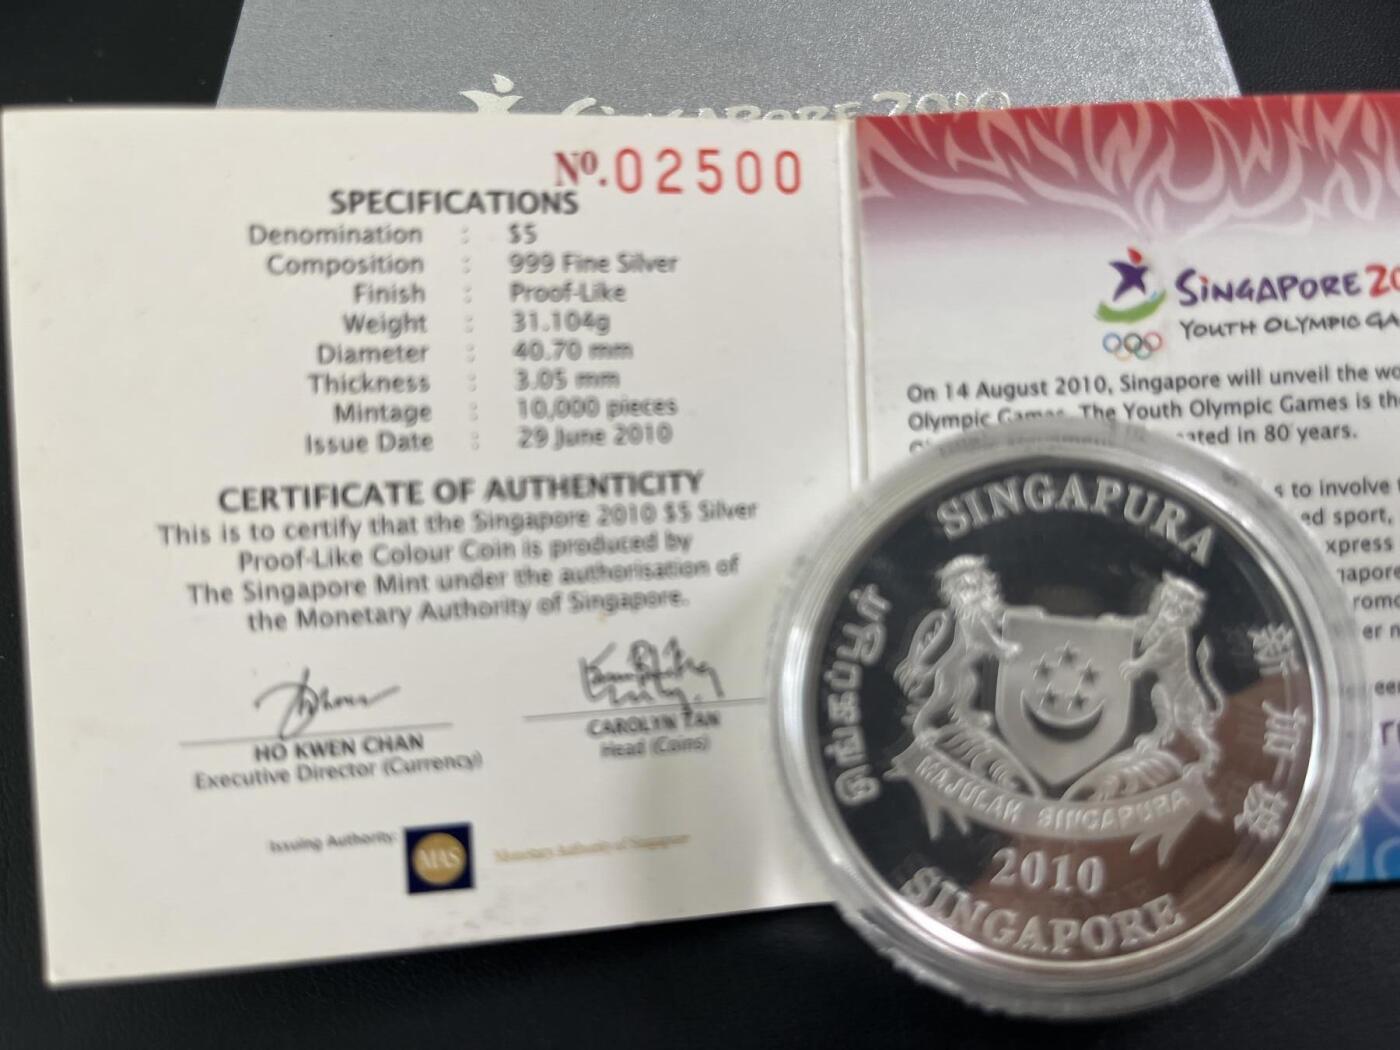 SINGAPORE 2010
Nº.02500
SPECIFICATIONS
Denomination : $5
Composition : 999 Fine Silver
Finish : Proof-Like
Weight : 31.104g
Diameter : 40.70 mm
Thickness : 3.05 mm
Mintage : 10,000 pieces
Issue Date : 29 June 2010
CERTIFICATE OF AUTHENTICITY
This is to certify that the Singapore 2010 $5 Silver
Proof-Like Colour Coin is produced by
The Singapore Mint under the authorisation of
the Monetary Authority of Singapore.
HO KWEN CHAN
Executive Director (Currency)
CAROLYN TAN
Head (Coins)
Issuing Authority:
MAS
Monetary Authority of Singapore
SINGAPORE 20
YOUTH OLYMPIC GA
On 14 August 2010, Singapore will unveil the
Olympic Games. The Youth Olympic Games is
in 80 years.
to involve
sport,
SINGAPURA
சிங்கப்பூர்
新加坡
MAJULAH SINGAPURA
2010
SINGAPORE